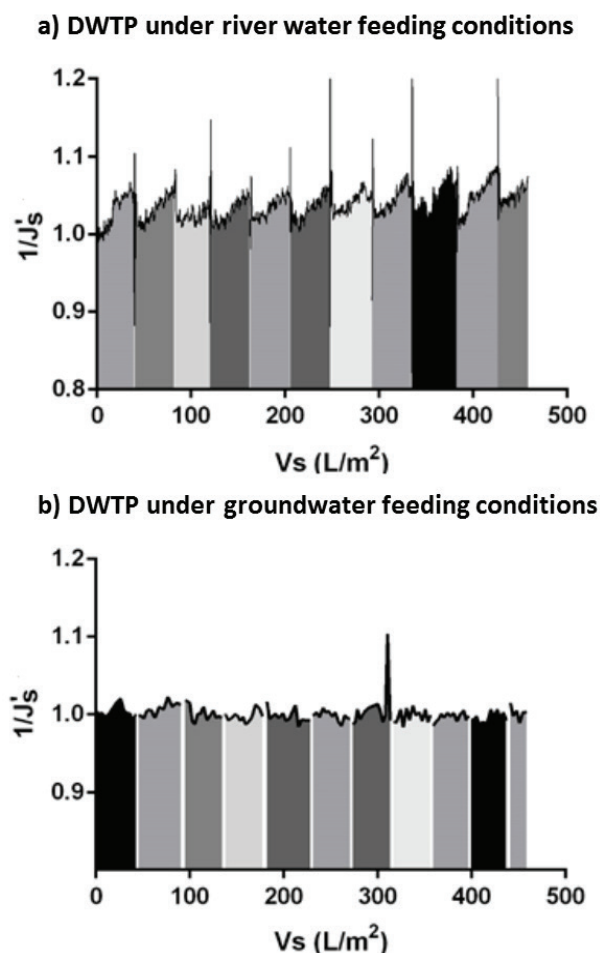 a) DWTP under river water feeding conditions
1.2
1.1
1.0
0.9
0.8
1/J's
0 100 200 300 400 500
Vs (L/m²)
b) DWTP under groundwater feeding conditions
1.2
1.1
1.0
0.9
1/J's
0 100 200 300 400 500
Vs (L/m²)